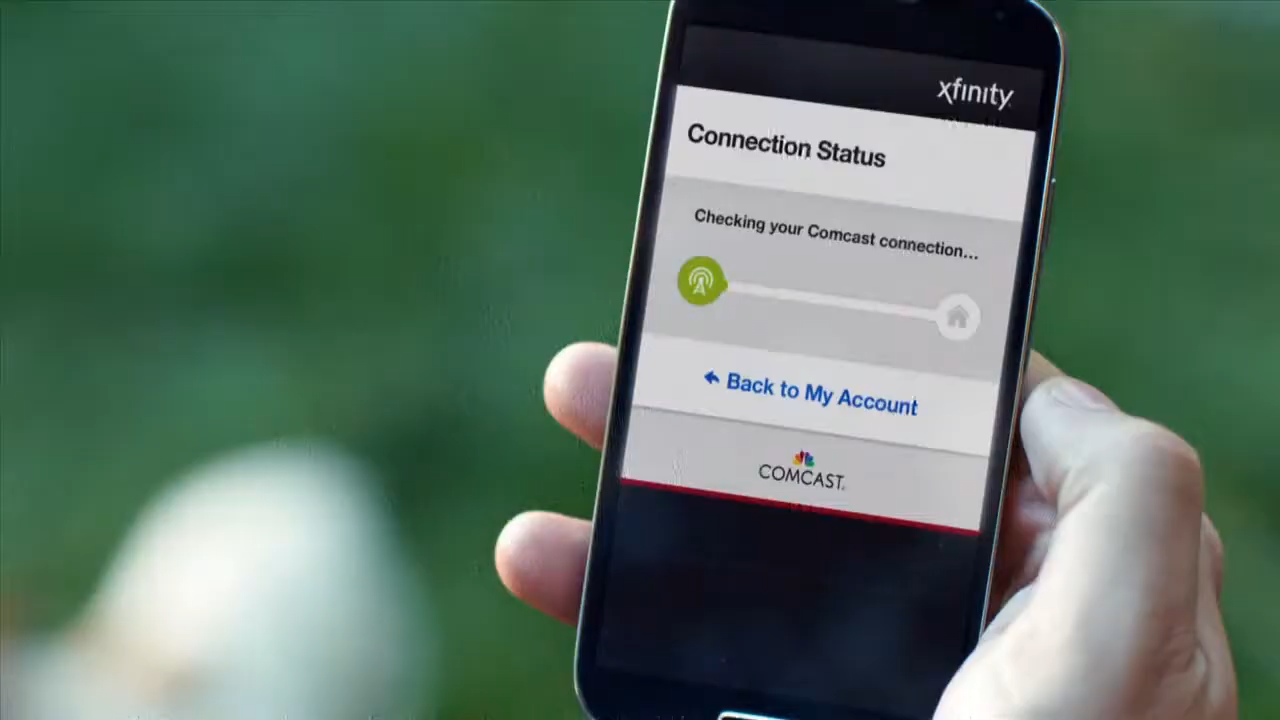 xfinity
Connection Status
Checking your Comcast connection...
Back to My Account
COMCAST